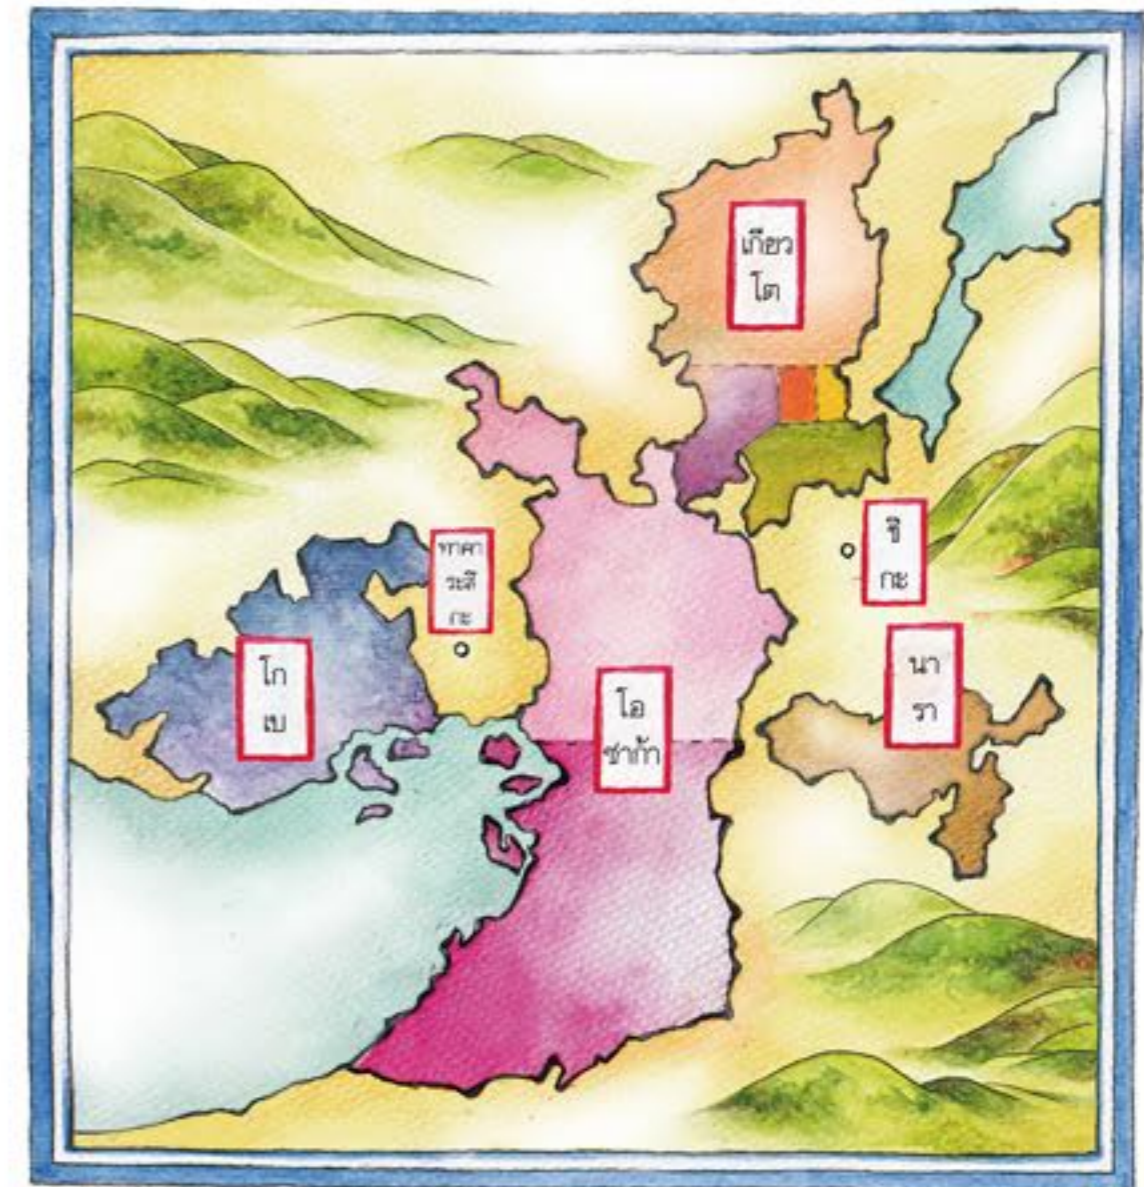 เกียว
โต
ทาคา
ระสึ
กะ
ชิ
กะ
โก
เบ
นา
รา
โอ
ซาก้า